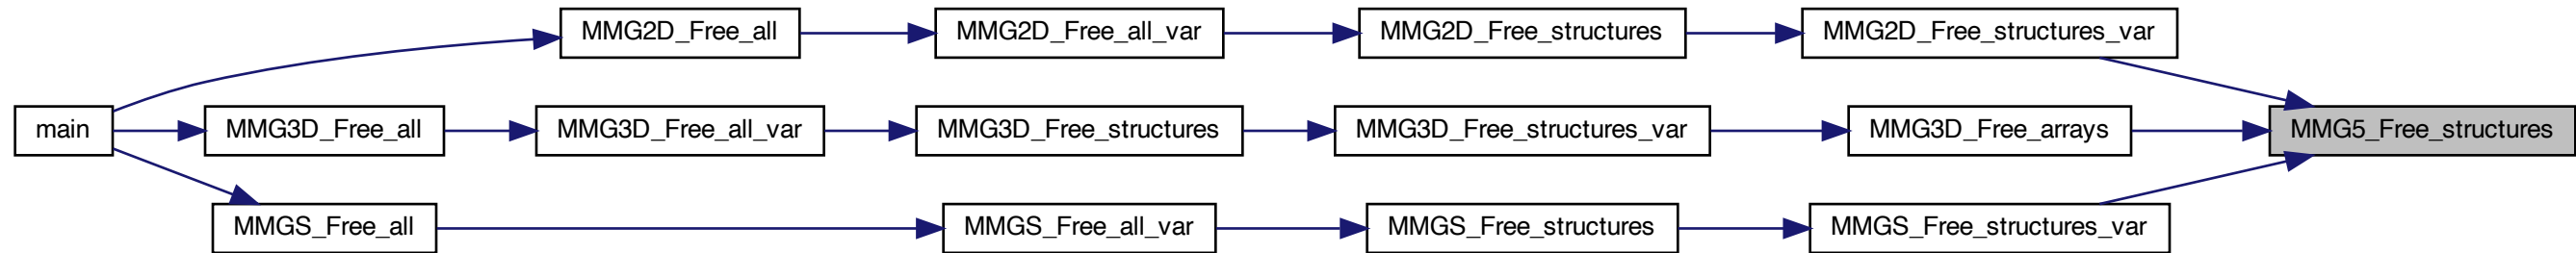 MMG2D_Free_all
MMG2D_Free_all_var
MMG2D_Free_structures
MMG2D_Free_structures_var
main
MMG3D_Free_all
MMG3D_Free_all_var
MMG3D_Free_structures
MMG3D_Free_structures_var
MMG3D_Free_arrays
MMG5_Free_structures
MMGS_Free_all
MMGS_Free_all_var
MMGS_Free_structures
MMGS_Free_structures_var